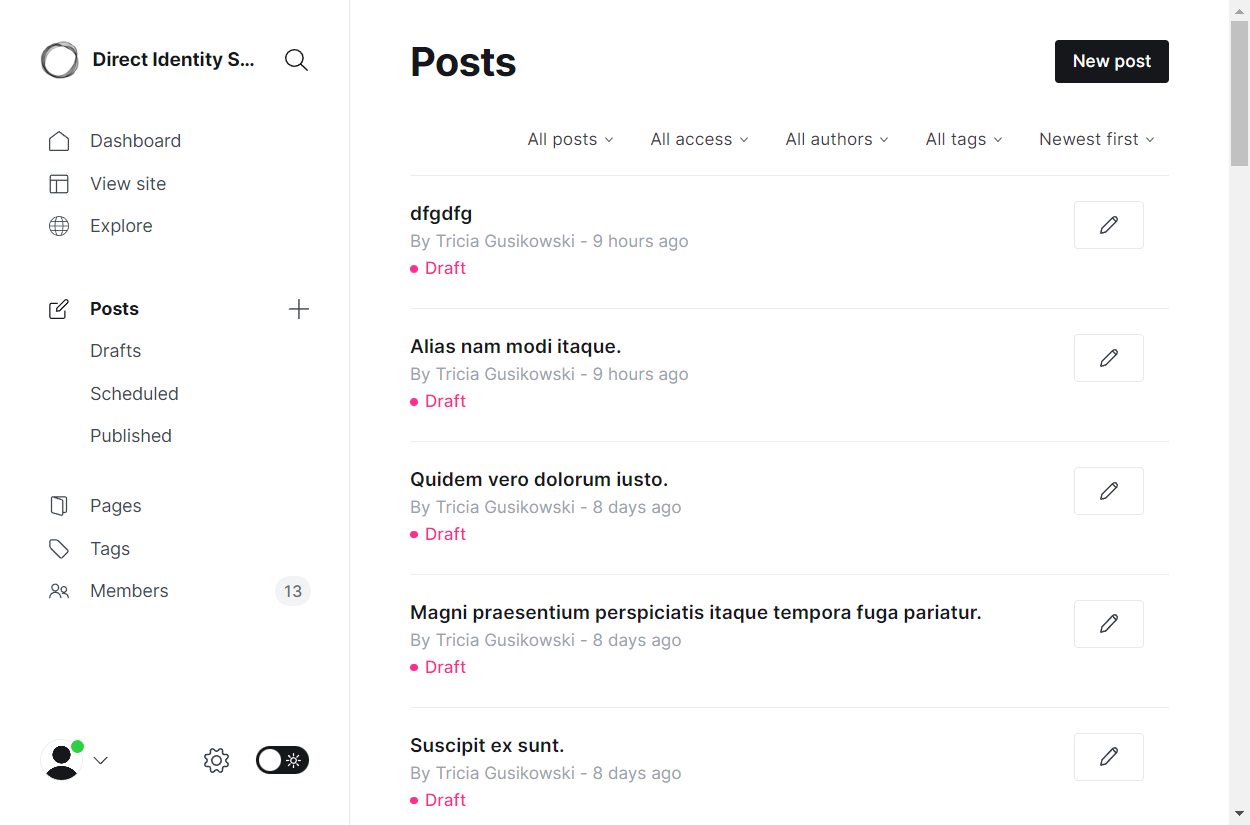 Direct Identity S...
Dashboard
View site
Explore
Posts
Drafts
Scheduled
Published
Pages
Tags
Members
13
Posts
New post
All posts
All access
All authors
All tags
Newest first
dfgdfg
By Tricia Gusikowski - 9 hours ago
Draft
Alias nam modi itaque.
By Tricia Gusikowski - 9 hours ago
Draft
Quidem vero dolorum iusto.
By Tricia Gusikowski - 8 days ago
Draft
Magni praesentium perspiciatis itaque tempora fuga pariatur.
By Tricia Gusikowski - 8 days ago
Draft
Suscipit ex sunt.
By Tricia Gusikowski - 8 days ago
Draft